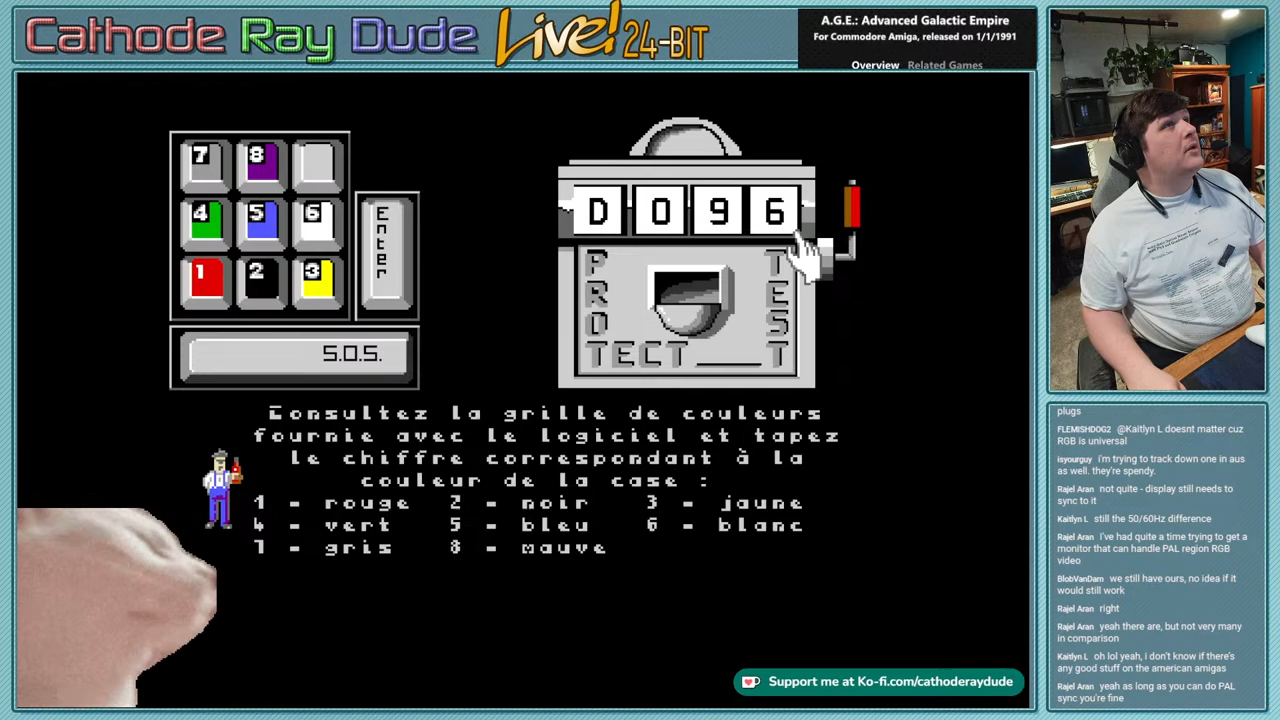 Cathode Ray Dude Live! 24-BIT
A.G.E.: Advanced Galactic Empire
For Commodore Amiga, released on 1/1/1991
Overview Related Games
7 8
4 5 6
1 2 3
Enter
S.O.S.
D 0 9 6
PROTECT
TEST
Consultez la grille de couleurs
fournie avec le logiciel et tapez
le chiffre correspondant à la
couleur de la case :
1 - rouge 2 - noir 3 - jaune
4 - vert 5 - bleu 6 - blanc
7 - gris 8 - mauve
plugs
FLEMISHDOG2 @Kaitlyn L doesnt matter cuz
RGB is universal
isyourguy i'm trying to track down one in aus
as well. they're spendy.
Rajel Aran not quite - display still needs to
sync to it
Kaitlyn L still the 50/60Hz difference
Rajel Aran I've had quite a time trying to get a
monitor that can handle PAL region RGB
video
BlobVanDam we still have ours, no idea if it
would still work
Rajel Aran right
Rajel Aran yeah there are, but not very many
in comparison
Kaitlyn L oh lol yeah, i don't know if there's
any good stuff on the american amigas
Rajel Aran yeah as long as you can do PAL
sync you're fine
Support me at Ko-fi.com/cathoderaydude